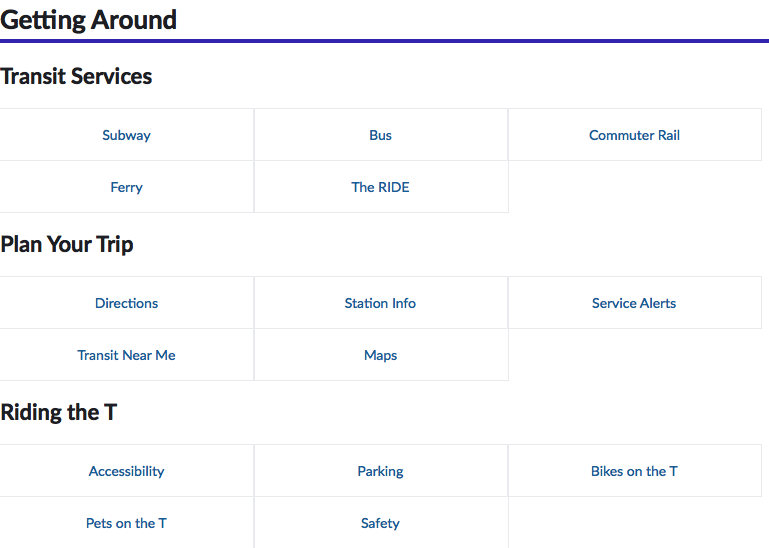 Getting Around
Transit Services
Subway
Bus
Commuter Rail
Ferry
The RIDE
Plan Your Trip
Directions
Station Info
Service Alerts
Transit Near Me
Maps
Riding the T
Accessibility
Parking
Bikes on the T
Pets on the T
Safety